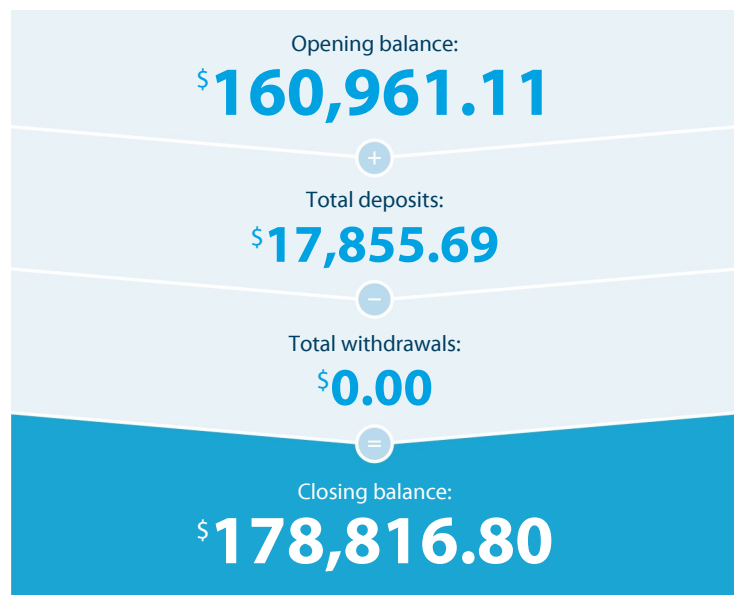 Opening balance:
$160,961.11
+
Total deposits:
$17,855.69
−
Total withdrawals:
$0.00
=
Closing balance:
$178,816.80